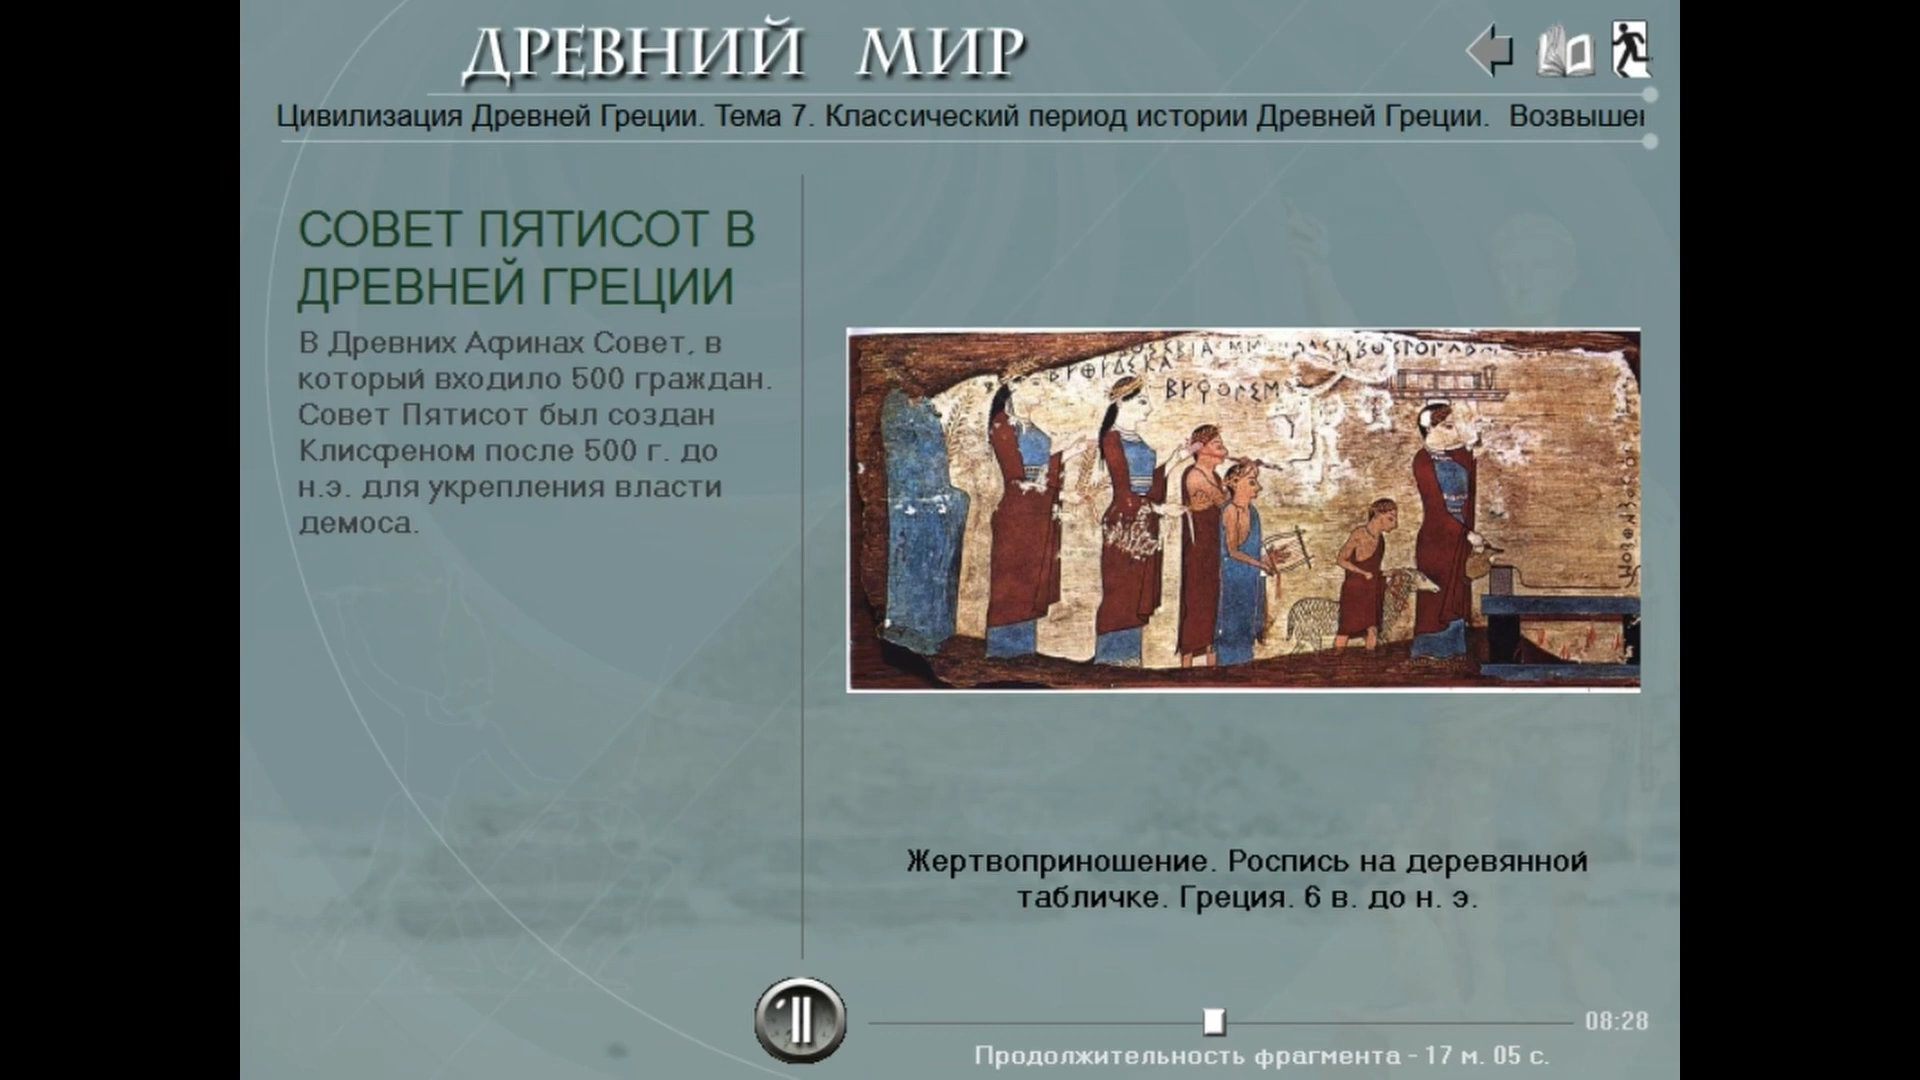 ДРЕВНИЙ МИР
Цивилизация Древней Греции. Тема 7. Классический период истории Древней Греции. Возвышен
СОВЕТ ПЯТИСОТ В
ДРЕВНЕЙ ГРЕЦИИ
В Древних Афинах Совет, в
который входило 500 граждан.
Совет Пятисот был создан
Клисфеном после 500 г. до
н.э. для укрепления власти
демоса.
Жертвоприношение. Роспись на деревянной
табличке. Греция. 6 в. до н. э.
08:28
Продолжительность фрагмента - 17 м. 05 с.